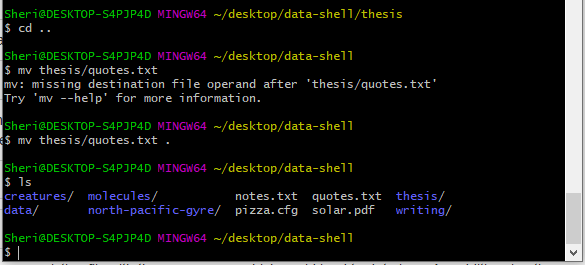 Sheri@DESKTOP-S4PJP4D MINGW64 ~/desktop/data-shell/thesis
$ cd ..
Sheri@DESKTOP-S4PJP4D MINGW64 ~/desktop/data-shell
$ mv thesis/quotes.txt
mv: missing destination file operand after 'thesis/quotes.txt'
Try 'mv --help' for more information.
Sheri@DESKTOP-S4PJP4D MINGW64 ~/desktop/data-shell
$ mv thesis/quotes.txt .
Sheri@DESKTOP-S4PJP4D MINGW64 ~/desktop/data-shell
$ ls
creatures/ molecules/ notes.txt quotes.txt thesis/
data/ north-pacific-gyre/ pizza.cfg solar.pdf writing/
Sheri@DESKTOP-S4PJP4D MINGW64 ~/desktop/data-shell
$